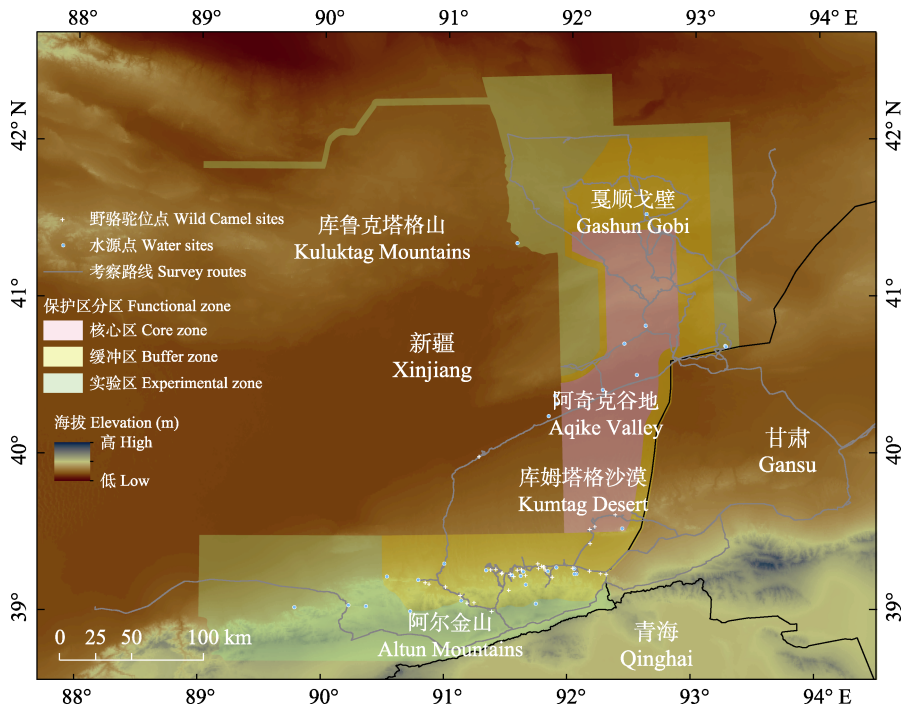 88° 89° 90° 91° 92° 93° 94° E
42° N
42° N
戛顺戈壁
Gashun Gobi
野骆驼位点 Wild Camel sites
库鲁克塔格山
水源点 Water sites
Kuluktag Mountains
考察路线 Survey routes
41°
41°
保护区分区 Functional zone
核心区 Core zone
新疆
缓冲区 Buffer zone
Xinjiang
实验区 Experimental zone
阿奇克谷地
海拔 Elevation (m)
Aqike Valley
高 High
甘肃
40°
40°
Gansu
低 Low
库姆塔格沙漠
Kumtag Desert
39°
39°
阿尔金山
0 25 50 100 km
青海
Altun Mountains
Qinghai
88° 89° 90° 91° 92° 93° 94° E